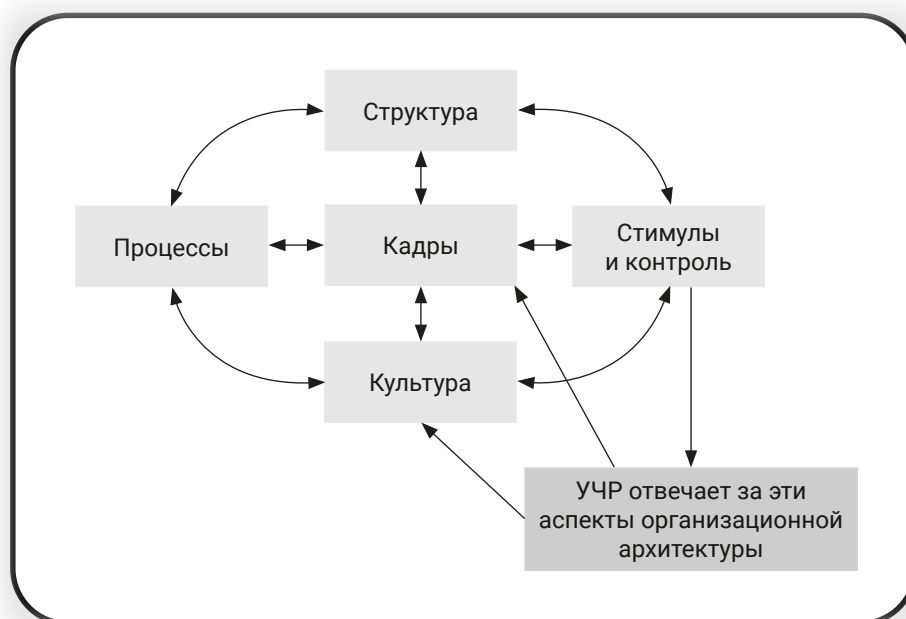 Структура
Процессы
Кадры
Стимулы
и контроль
Культура
УЧР отвечает за эти
аспекты организационной
архитектуры